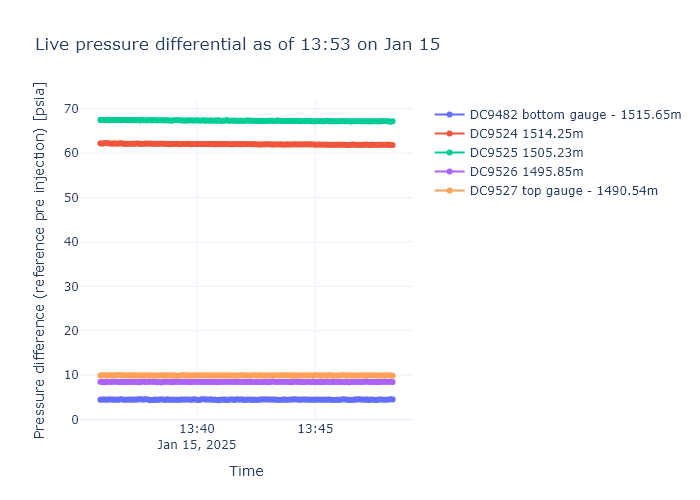 Live pressure differential as of 13:53 on Jan 15
Pressure difference (reference pre injection) [psia]
70
60
50
40
30
20
10
0
13:40
Jan 15, 2025
13:45
Time
DC9482 bottom gauge - 1515.65m
DC9524 1514.25m
DC9525 1505.23m
DC9526 1495.85m
DC9527 top gauge - 1490.54m